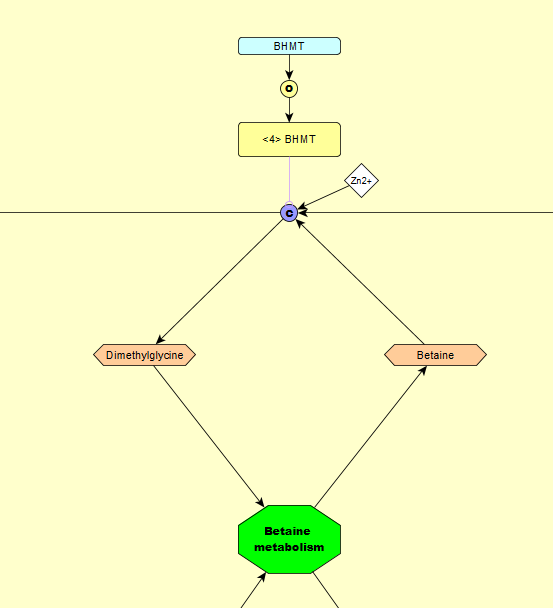 BHMT
O
<4> BHMT
Zn2+
C
Dimethylglycine
Betaine
Betaine
metabolism